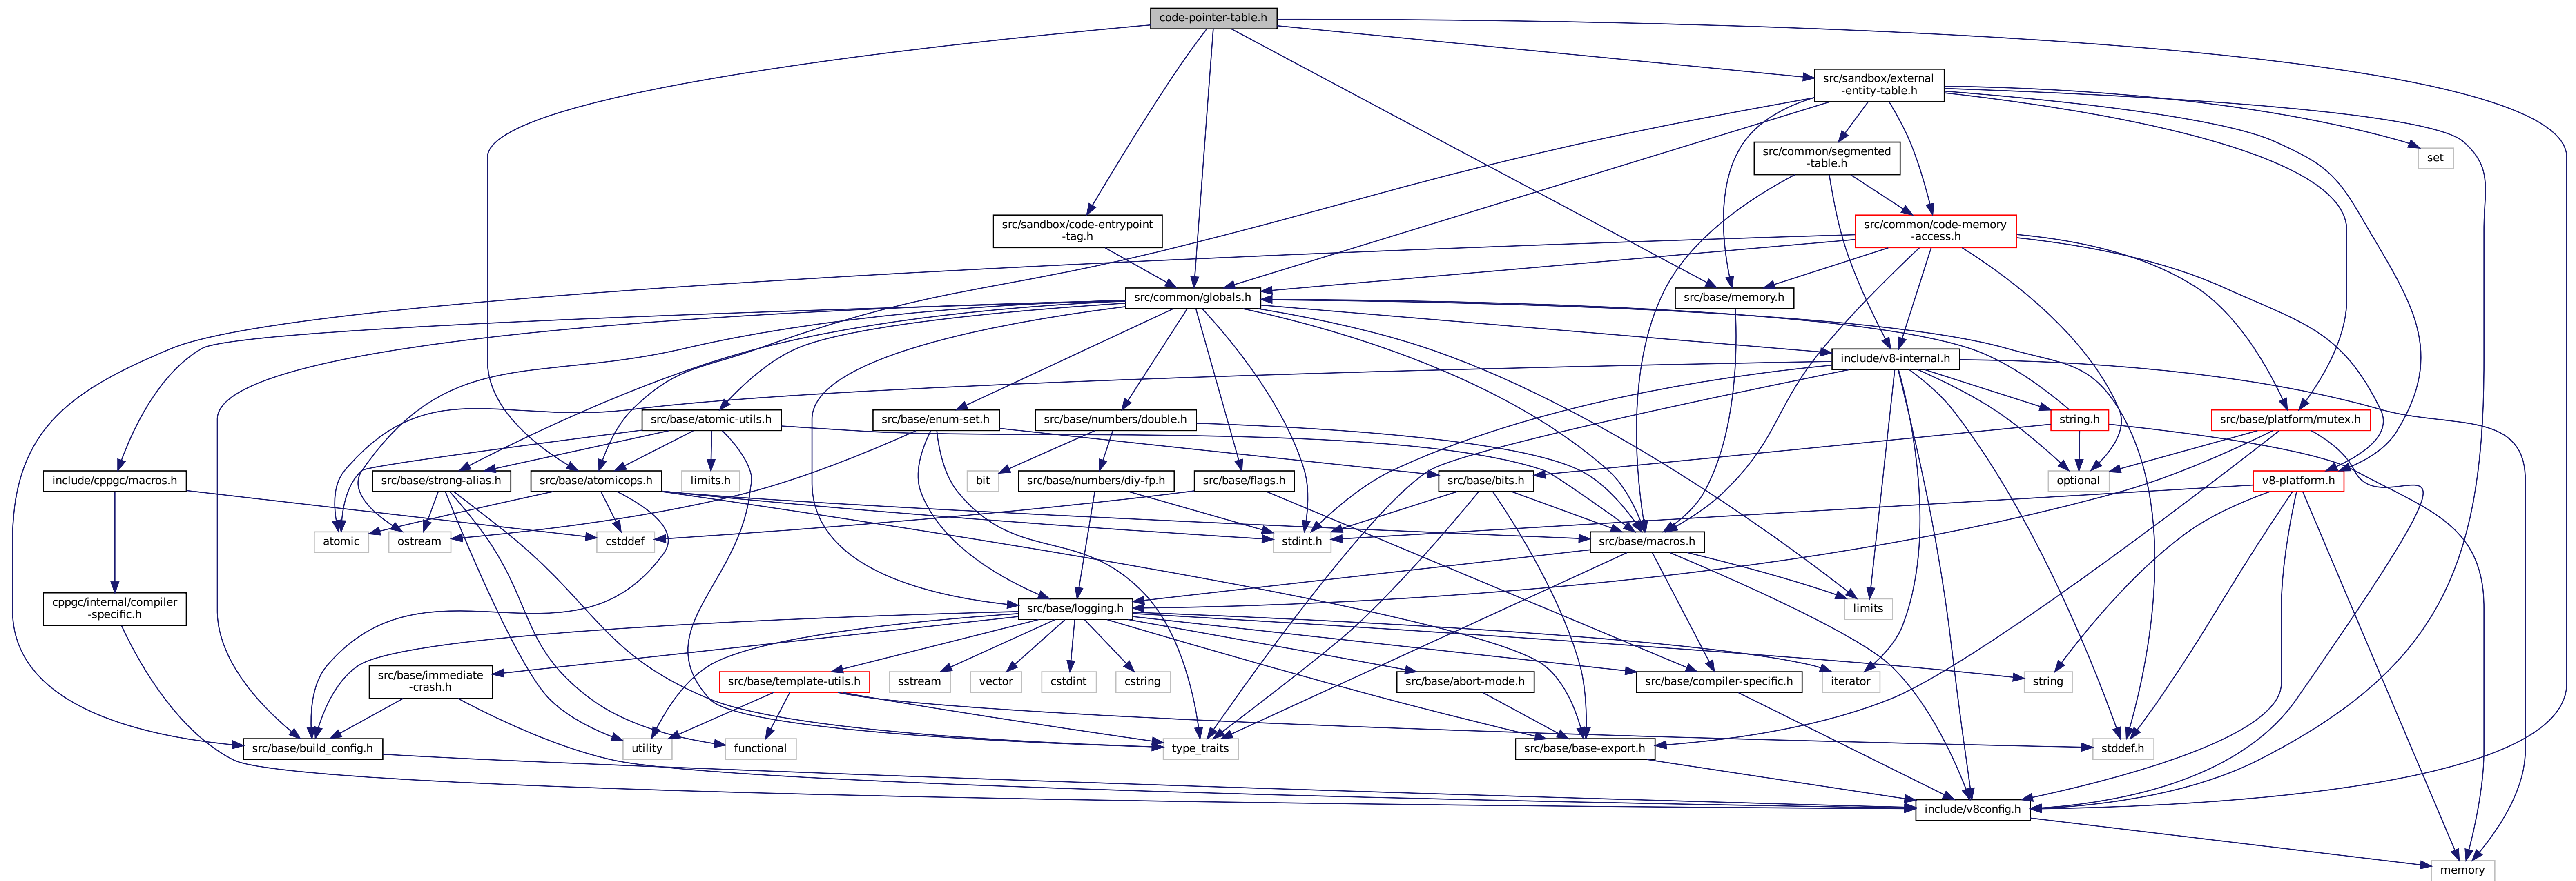 code-pointer-table.h
src/sandbox/external
-entity-table.h
src/common/segmented
-table.h
set
src/sandbox/code-entrypoint
-tag.h
src/common/code-memory
-access.h
src/common/globals.h
src/base/memory.h
include/v8-internal.h
src/base/atomic-utils.h
src/base/enum-set.h
src/base/numbers/double.h
string.h
src/base/platform/mutex.h
include/cppgc/macros.h
src/base/strong-alias.h
src/base/atomicops.h
limits.h
bit
src/base/numbers/diy-fp.h
src/base/flags.h
src/base/bits.h
optional
v8-platform.h
atomic
ostream
cstddef
stdint.h
src/base/macros.h
cppgc/internal/compiler
-specific.h
src/base/logging.h
limits
src/base/immediate
-crash.h
src/base/template-utils.h
sstream
vector
cstdint
cstring
src/base/abort-mode.h
src/base/compiler-specific.h
iterator
string
src/base/build_config.h
utility
functional
type_traits
src/base/base-export.h
stddef.h
include/v8config.h
memory